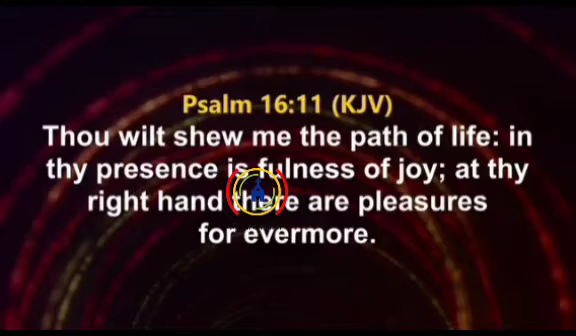 Psalm 16:11 (KJV)
Thou wilt shew me the path of life: in
thy presence is fulness of joy; at thy
right hand there are pleasures
for evermore.